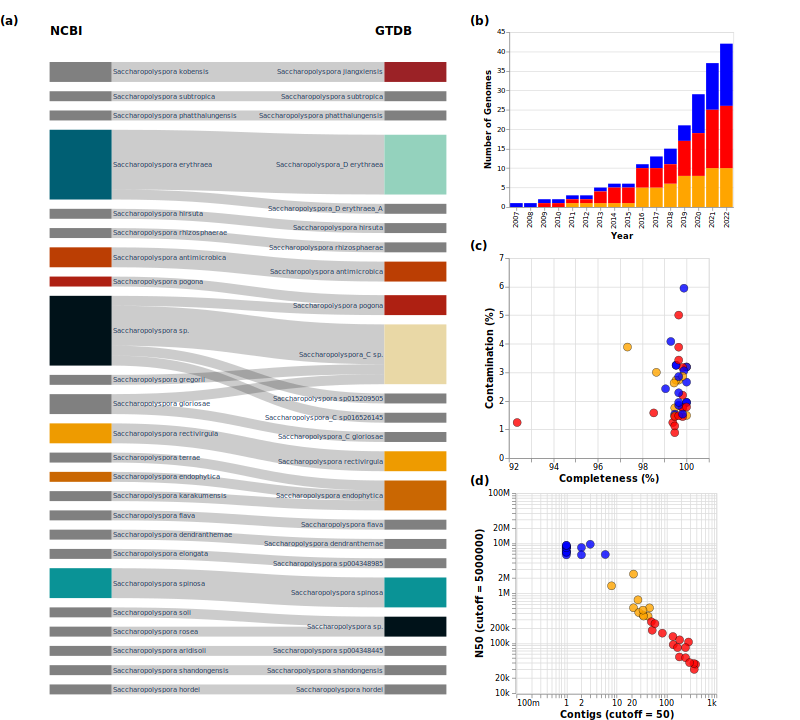 (a)
NCBI
GTDB
Saccharopolyspora kobensis
Saccharopolyspora jiangxiensis
Saccharopolyspora subtropica
Saccharopolyspora subtropica
Saccharopolyspora phatthalungensis
Saccharopolyspora phatthalungensis
Saccharopolyspora erythraea
Saccharopolyspora_D erythraea
Saccharopolyspora_D erythraea_A
Saccharopolyspora hirsuta
Saccharopolyspora hirsuta
Saccharopolyspora rhizosphaerae
Saccharopolyspora rhizosphaerae
Saccharopolyspora antimicrobica
Saccharopolyspora antimicrobica
Saccharopolyspora pogona
Saccharopolyspora pogona
Saccharopolyspora sp.
Saccharopolyspora_C sp.
Saccharopolyspora gregorii
Saccharopolyspora sp015209505
Saccharopolyspora gloriosae
Saccharopolyspora_C sp016526145
Saccharopolyspora rectivirgula
Saccharopolyspora_C gloriosae
Saccharopolyspora terrae
Saccharopolyspora rectivirgula
Saccharopolyspora endophytica
Saccharopolyspora karakumensis
Saccharopolyspora endophytica
Saccharopolyspora flava
Saccharopolyspora flava
Saccharopolyspora dendranthemae
Saccharopolyspora dendranthemae
Saccharopolyspora elongata
Saccharopolyspora sp004348985
Saccharopolyspora spinosa
Saccharopolyspora spinosa
Saccharopolyspora soli
Saccharopolyspora sp.
Saccharopolyspora rosea
Saccharopolyspora aridisoli
Saccharopolyspora sp004348445
Saccharopolyspora shandongensis
Saccharopolyspora shandongensis
Saccharopolyspora hordei
Saccharopolyspora hordei
(b)
Number of Genomes
45
40
35
30
25
20
15
10
5
0
2007 2008 2009 2010 2011 2012 2013 2014 2015 2016 2017 2018 2019 2020 2021 2022
Year
(c)
Contamination (%)
7
6
5
4
3
2
1
0
92 94 96 98 100
Completeness (%)
(d)
N50 (cutoff = 5000000)
100M
20M
10M
2M
1M
200k
100k
20k
10k
100m 1 2 10 20 100 1k
Contigs (cutoff = 50)